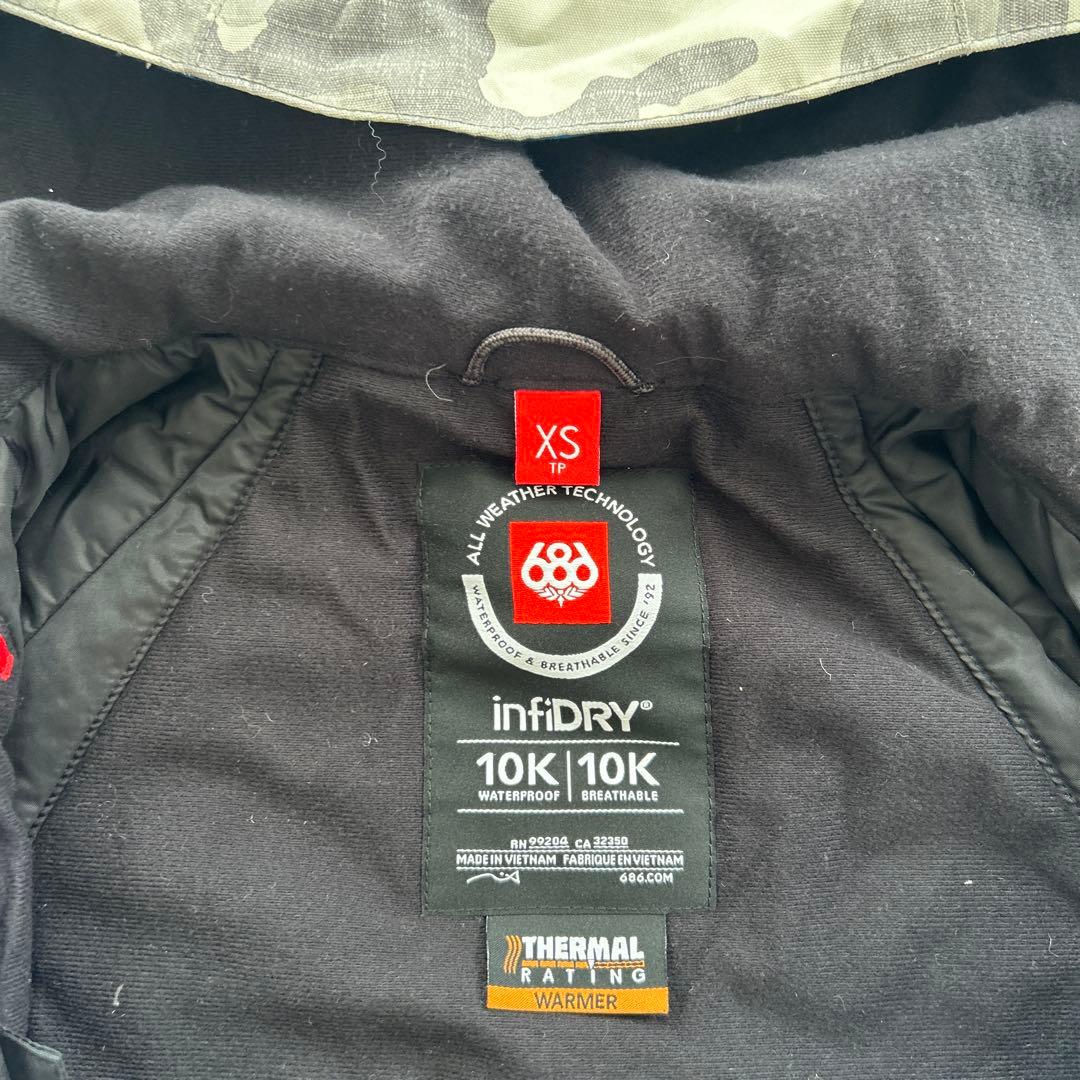 XS
TP
ALL WEATHER TECHNOLOGY
686
WATERPROOF & BREATHABLE SINCE '92
infiDRY®
10K | 10K
WATERPROOF BREATHABLE
RN 99204 CA 32350
MADE IN VIETNAM FABRIQUE EN VIETNAM
686.COM
THERMAL
RATING
WARMER